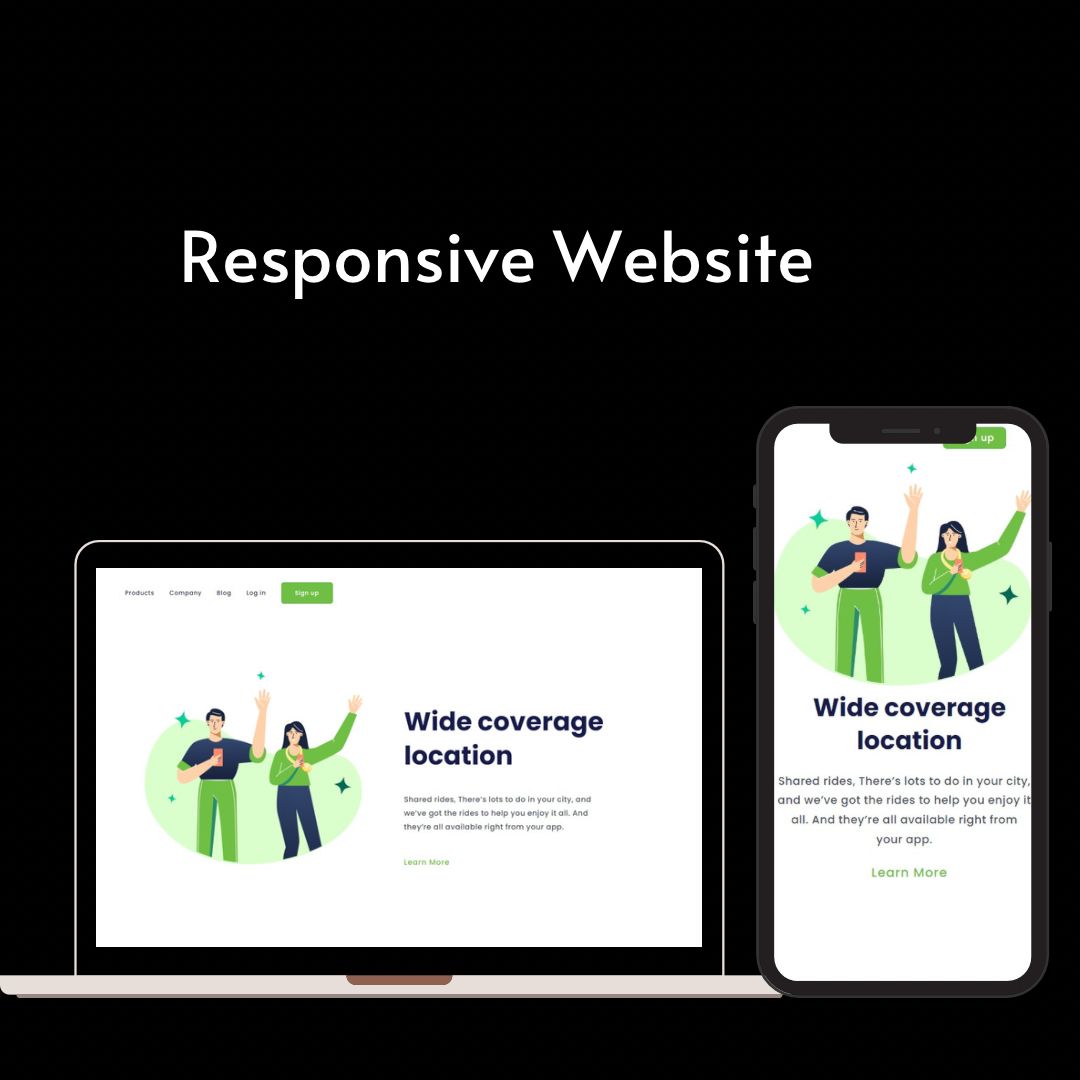 Responsive Website
Products Company Blog Log in Sign up
Wide coverage
location
Shared rides, There's lots to do in your city, and
we've got the rides to help you enjoy it all. And
they're all available right from your app.
Learn More
up
Wide coverage
location
Shared rides, There's lots to do in your city,
and we've got the rides to help you enjoy it
all. And they're all available right from
your app.
Learn More